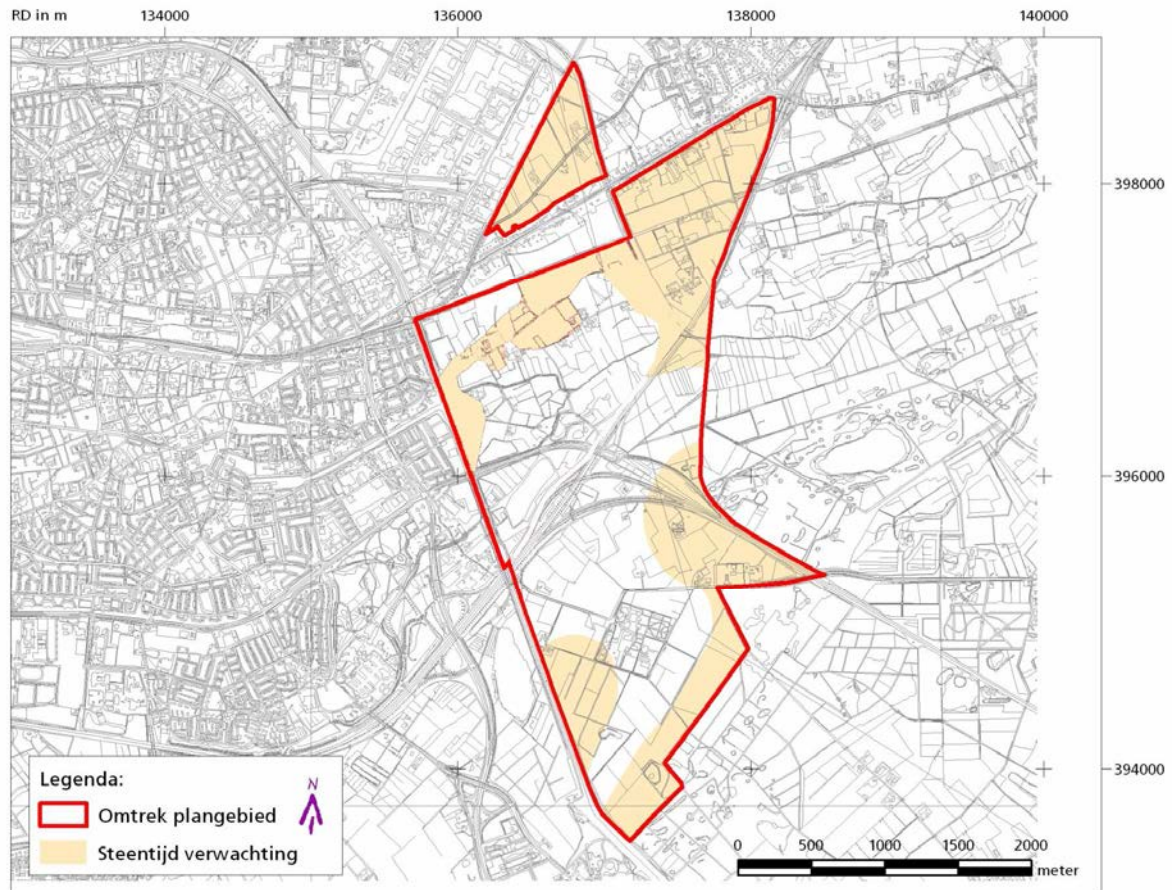 RD in m
134000
136000
138000
140000
398000
396000
394000
Legenda:
N
Omtrek plangebied
Steentijd verwachting
0 500 1000 1500 2000
meter